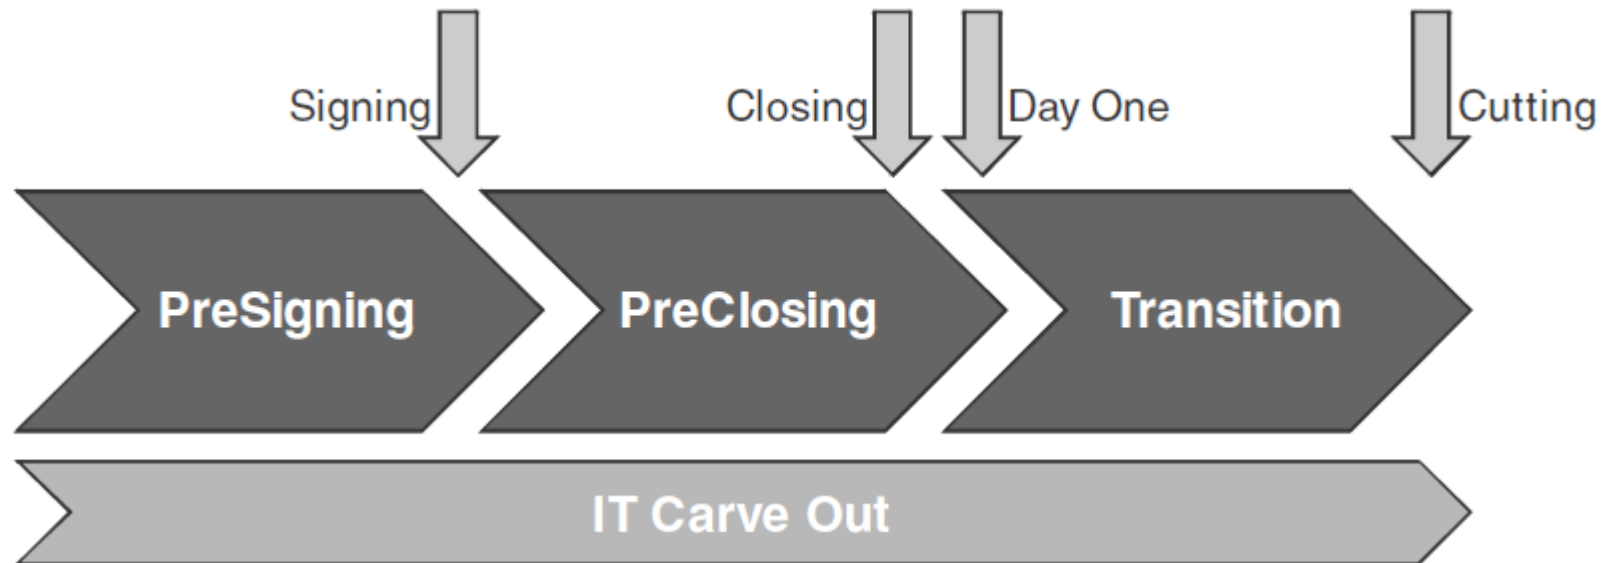 Signing
Closing
Day One
Cutting
PreSigning
PreClosing
Transition
IT Carve Out